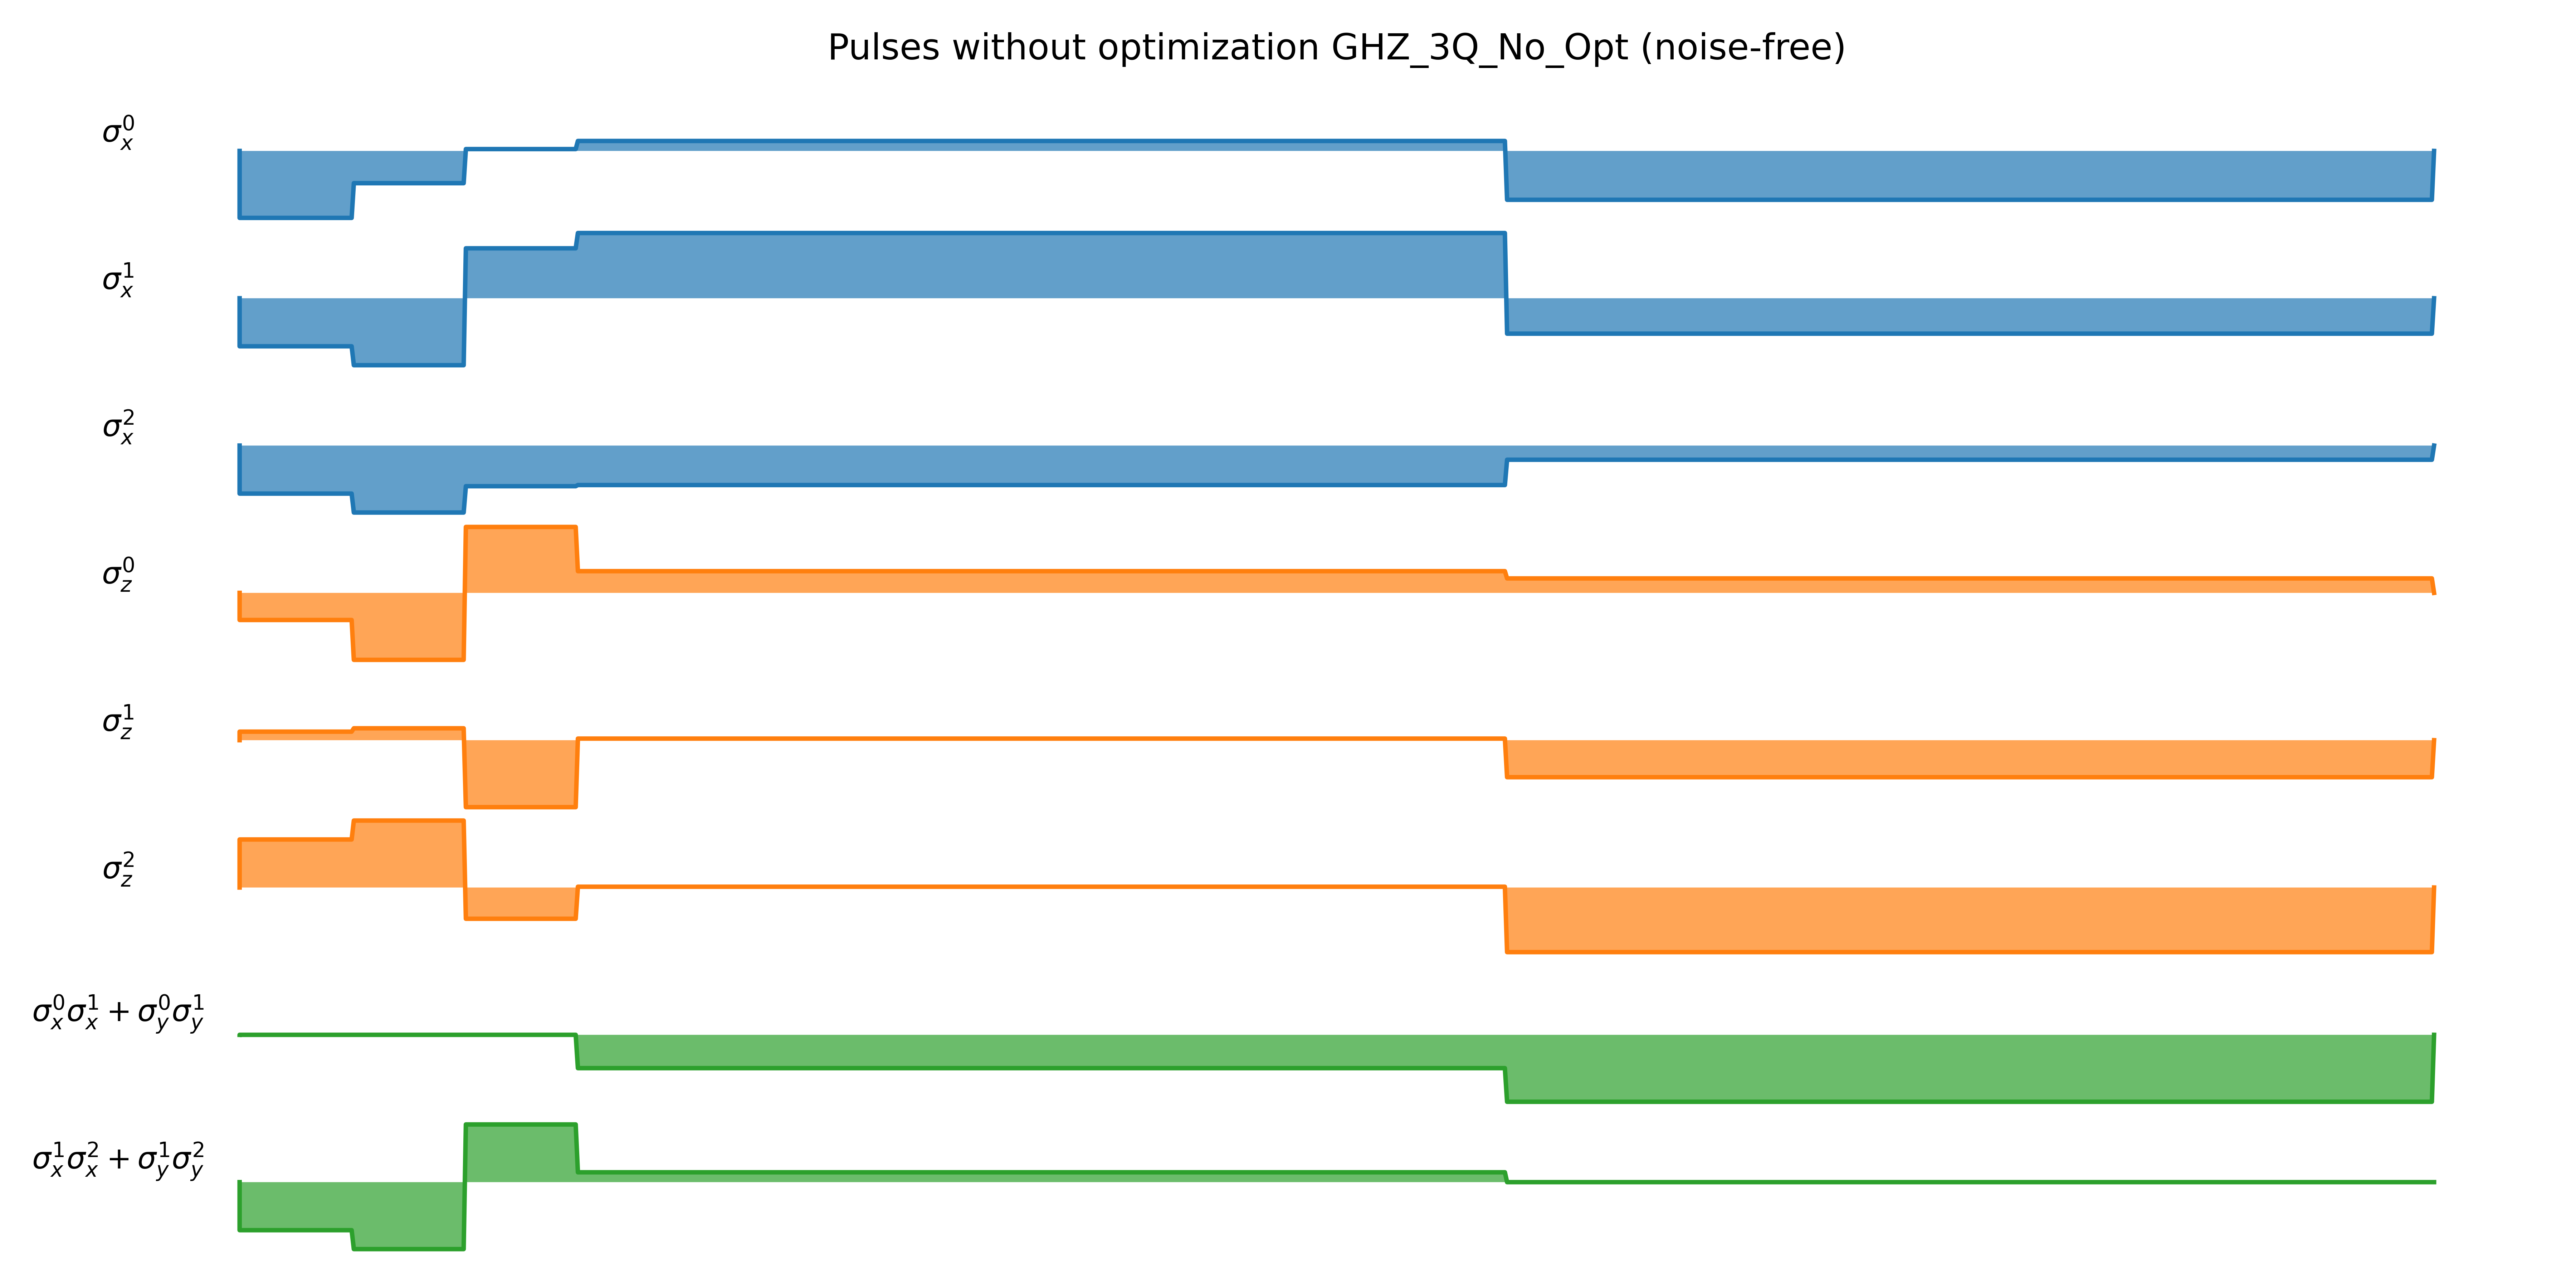 Pulses without optimization GHZ_3Q_No_Opt (noise-free)
σ_x^0
σ_x^1
σ_x^2
σ_z^0
σ_z^1
σ_z^2
σ_x^0σ_x^1 + σ_y^0σ_y^1
σ_x^1σ_x^2 + σ_y^1σ_y^2